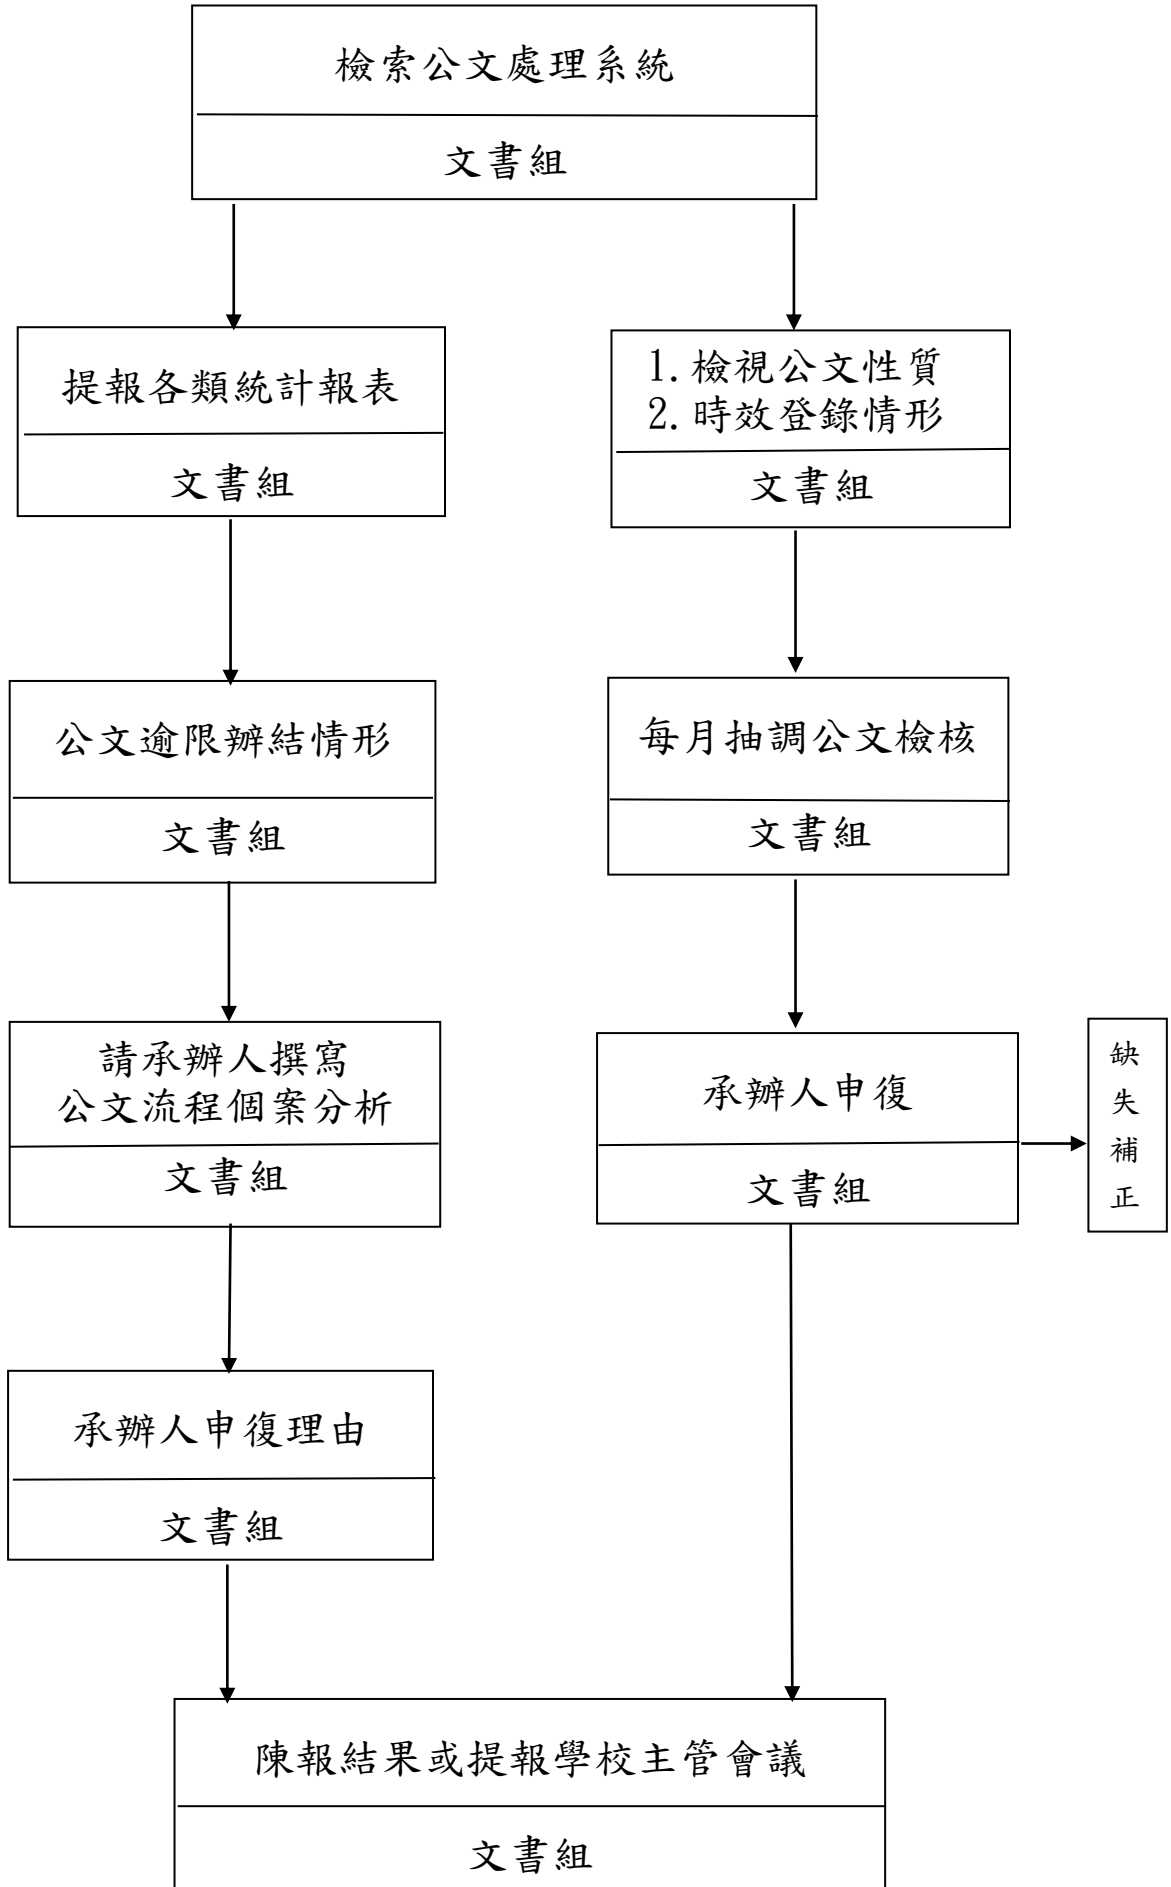 檢索公文處理系統
文書組
提報各類統計報表
文書組
公文逾限辦結情形
文書組
請承辦人撰寫
公文流程個案分析
文書組
承辦人申復理由
文書組
1.檢視公文性質
2.時效登錄情形
文書組
每月抽調公文檢核
文書組
承辦人申復
文書組
缺
失
補
正
陳報結果或提報學校主管會議
文書組